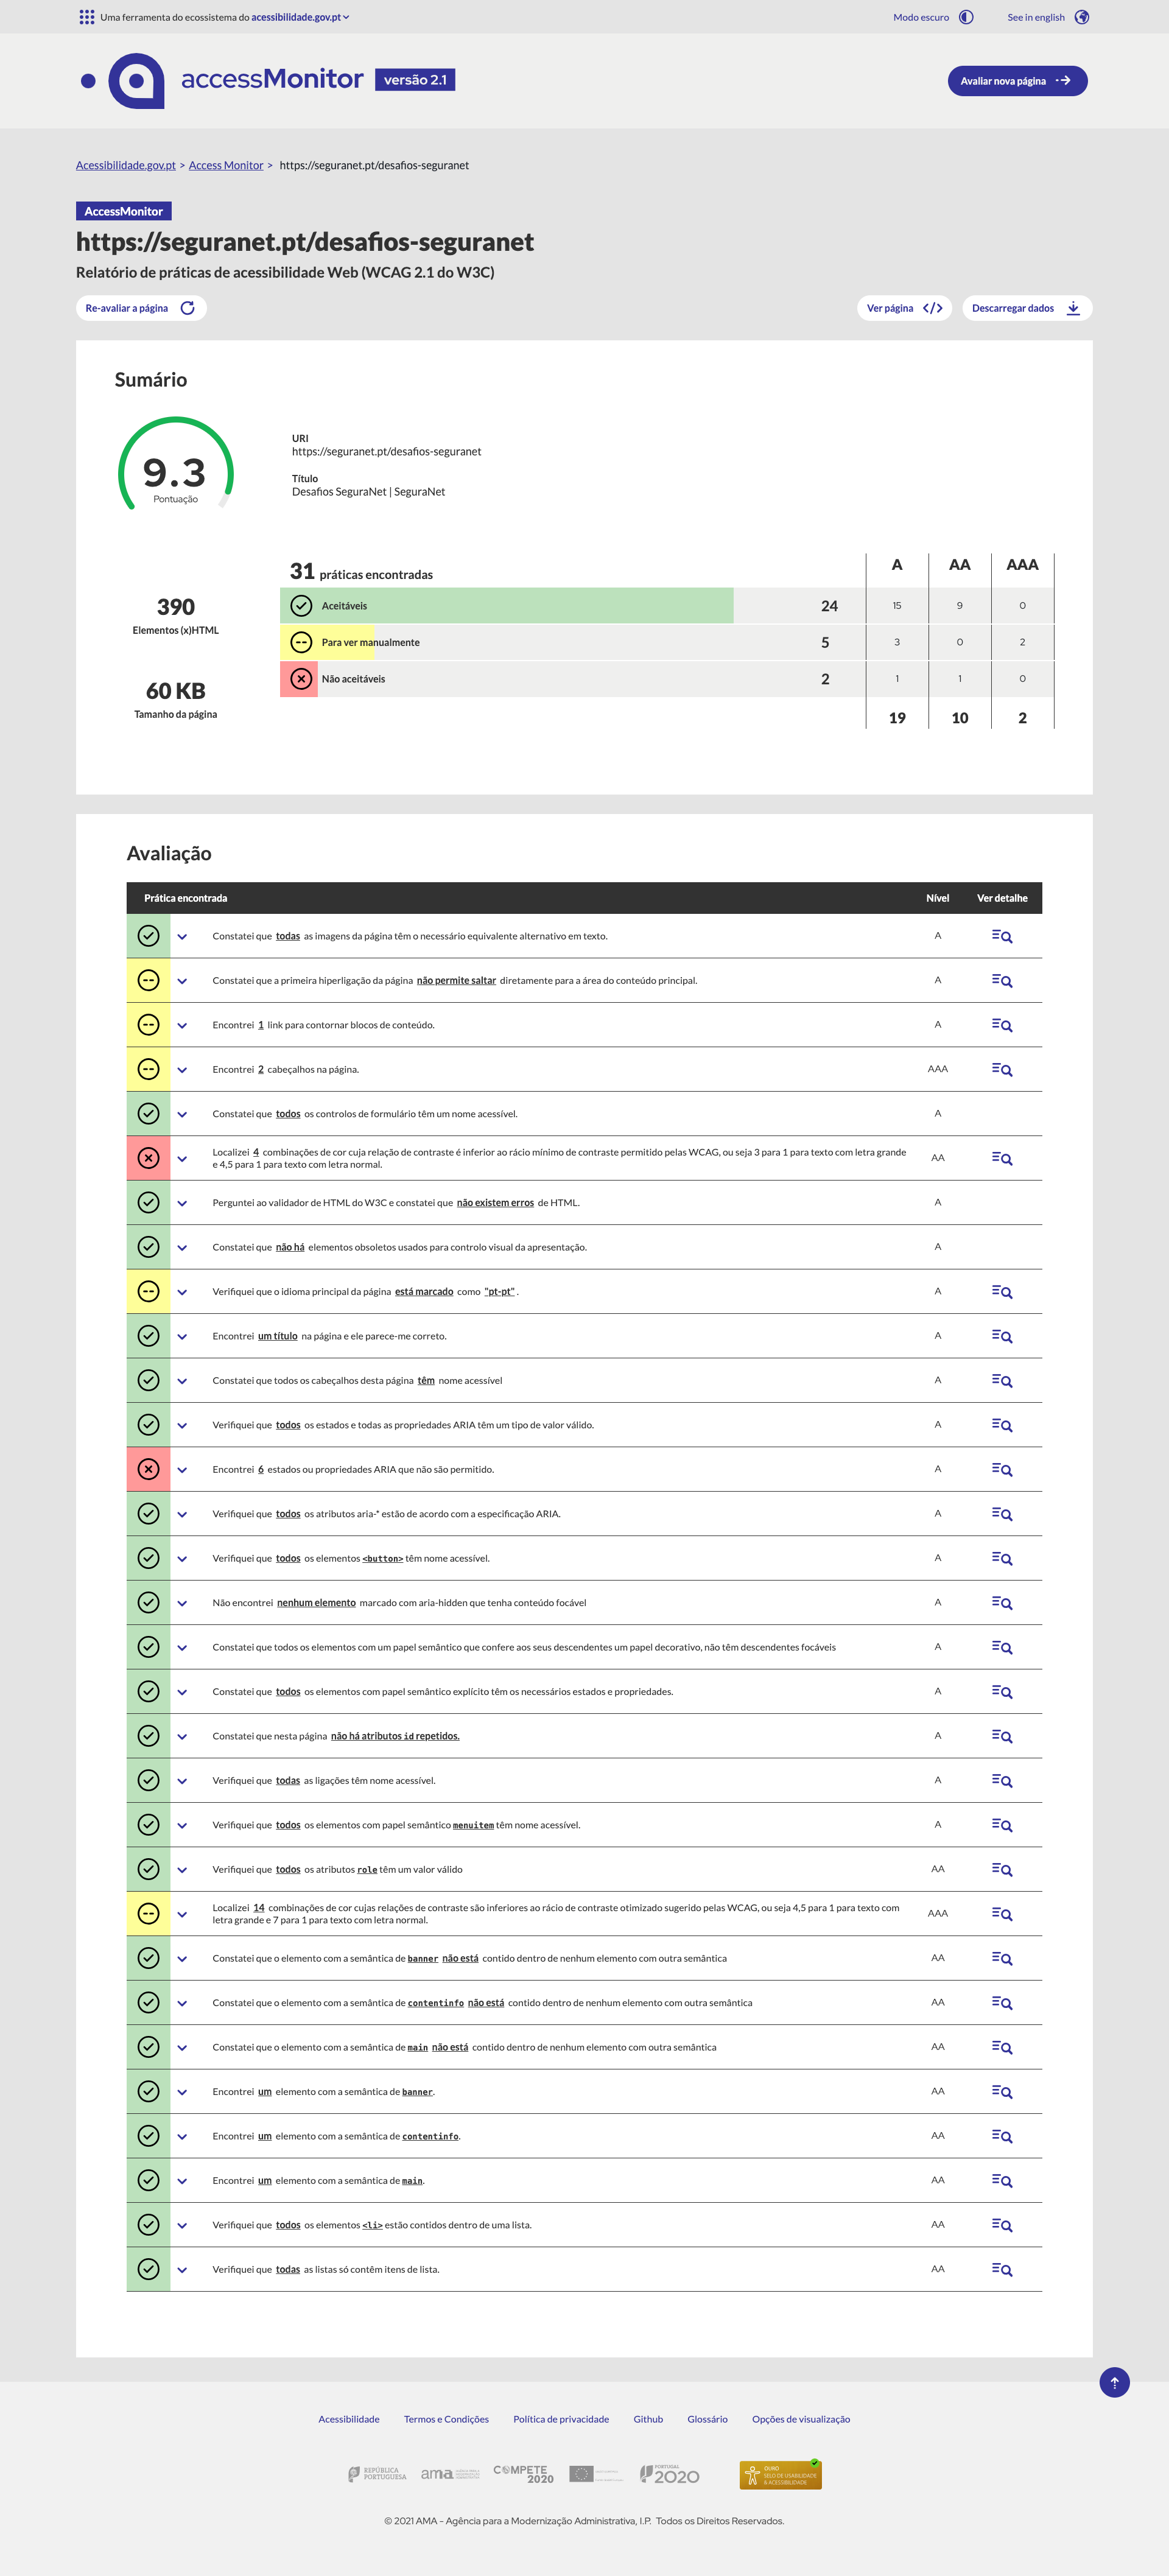 Uma ferramenta do ecossistema do acessibilidade.gov.pt
Modo escuro
See in english
accessMonitor versão 2.1
Avaliar nova página
Acessibilidade.gov.pt > Access Monitor > https://seguranet.pt/desafios-seguranet
AccessMonitor
https://seguranet.pt/desafios-seguranet
Relatório de práticas de acessibilidade Web (WCAG 2.1 do W3C)
Re-avaliar a página
Ver página
Descarregar dados
Sumário
9.3
Pontuação
URI
https://seguranet.pt/desafios-seguranet
Título
Desafios SeguraNet | SeguraNet
390
Elementos (x)HTML
60 KB
Tamanho da página
31 práticas encontradas A AA AAA
Aceitáveis 24 15 9 0
Para ver manualmente 5 3 0 2
Não aceitáveis 2 1 1 0
19 10 2
Avaliação
Prática encontrada Nível Ver detalhe
Constatei que todas as imagens da página têm o necessário equivalente alternativo em texto. A
Constatei que a primeira hiperligação da página não permite saltar diretamente para a área do conteúdo principal. A
Encontrei 1 link para contornar blocos de conteúdo. A
Encontrei 2 cabeçalhos na página. AAA
Constatei que todos os controlos de formulário têm um nome acessível. A
Localizei 4 combinações de cor cuja relação de contraste é inferior ao rácio mínimo de contraste permitido pelas WCAG, ou seja 3 para 1 para texto com letra grande
e 4,5 para 1 para texto com letra normal. AA
Perguntei ao validador de HTML do W3C e constatei que não existem erros de HTML. A
Constatei que não há elementos obsoletos usados para controlo visual da apresentação. A
Verifiquei que o idioma principal da página está marcado como "pt-pt" . A
Encontrei um título na página e ele parece-me correto. A
Constatei que todos os cabeçalhos desta página têm nome acessível A
Verifiquei que todos os estados e todas as propriedades ARIA têm um tipo de valor válido. A
Encontrei 6 estados ou propriedades ARIA que não são permitido. A
Verifiquei que todos os atributos aria-* estão de acordo com a especificação ARIA. A
Verifiquei que todos os elementos <button> têm nome acessível. A
Não encontrei nenhum elemento marcado com aria-hidden que tenha conteúdo focável A
Constatei que todos os elementos com um papel semântico que confere aos seus descendentes um papel decorativo, não têm descendentes focáveis A
Constatei que todos os elementos com papel semântico explícito têm os necessários estados e propriedades. A
Constatei que nesta página não há atributos id repetidos. A
Verifiquei que todas as ligações têm nome acessível. A
Verifiquei que todos os elementos com papel semântico menuitem têm nome acessível. A
Verifiquei que todos os atributos role têm um valor válido AA
Localizei 14 combinações de cor cujas relações de contraste são inferiores ao rácio de contraste otimizado sugerido pelas WCAG, ou seja 4,5 para 1 para texto com
letra grande e 7 para 1 para texto com letra normal. AAA
Constatei que o elemento com a semântica de banner não está contido dentro de nenhum elemento com outra semântica AA
Constatei que o elemento com a semântica de contentinfo não está contido dentro de nenhum elemento com outra semântica AA
Constatei que o elemento com a semântica de main não está contido dentro de nenhum elemento com outra semântica AA
Encontrei um elemento com a semântica de banner. AA
Encontrei um elemento com a semântica de contentinfo. AA
Encontrei um elemento com a semântica de main. AA
Verifiquei que todos os elementos <li> estão contidos dentro de uma lista. AA
Verifiquei que todas as listas só contêm itens de lista. AA
Acessibilidade Termos e Condições Política de privacidade Github Glossário Opções de visualização
REPÚBLICA
PORTUGUESA
ama
COMPETE
2020
PORTUGAL
2020
OURO
SELO DE USABILIDADE
& ACESSIBILIDADE
© 2021 AMA - Agência para a Modernização Administrativa, I.P. Todos os Direitos Reservados.